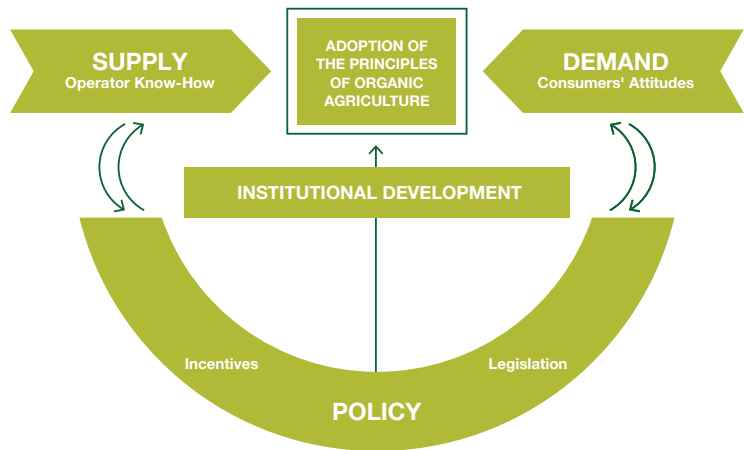 SUPPLY
Operator Know-How
ADOPTION OF
THE PRINCIPLES
OF ORGANIC
AGRICULTURE
DEMAND
Consumers' Attitudes
INSTITUTIONAL DEVELOPMENT
Incentives
Legislation
POLICY